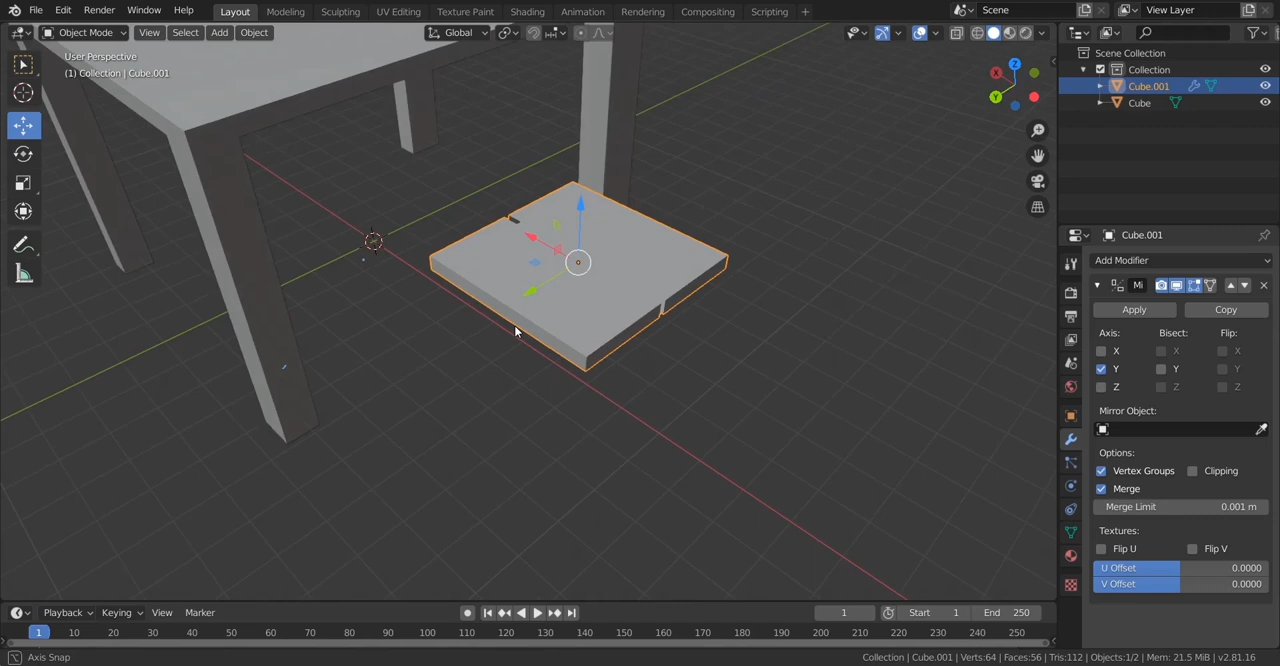 File Edit Render Window Help Layout Modeling Sculpting UV Editing Texture Paint Shading Animation Rendering Compositing Scripting + Scene View Layer
Object Mode View Select Add Object Global
User Perspective
(1) Collection | Cube.001
Scene Collection
Collection
Cube.001
Cube
X
Y
Z
Cube.001
Add Modifier
Mi
Apply Copy
Axis: Bisect: Flip:
X X X
Y Y Y
Z Z Z
Mirror Object:
Options:
Vertex Groups Clipping
Merge
Merge Limit 0.001 m
Textures:
Flip U Flip V
U Offset 0.0000
V Offset 0.0000
Playback Keying View Marker 1 Start 1 End 250
1 10 20 30 40 50 60 70 80 90 100 110 120 130 140 150 160 170 180 190 200 210 220 230 240 250
Axis Snap Collection | Cube.001 | Verts:64 | Faces:56 | Tris:112 | Objects:1/2 | Mem: 21.5 MiB | v2.81.16